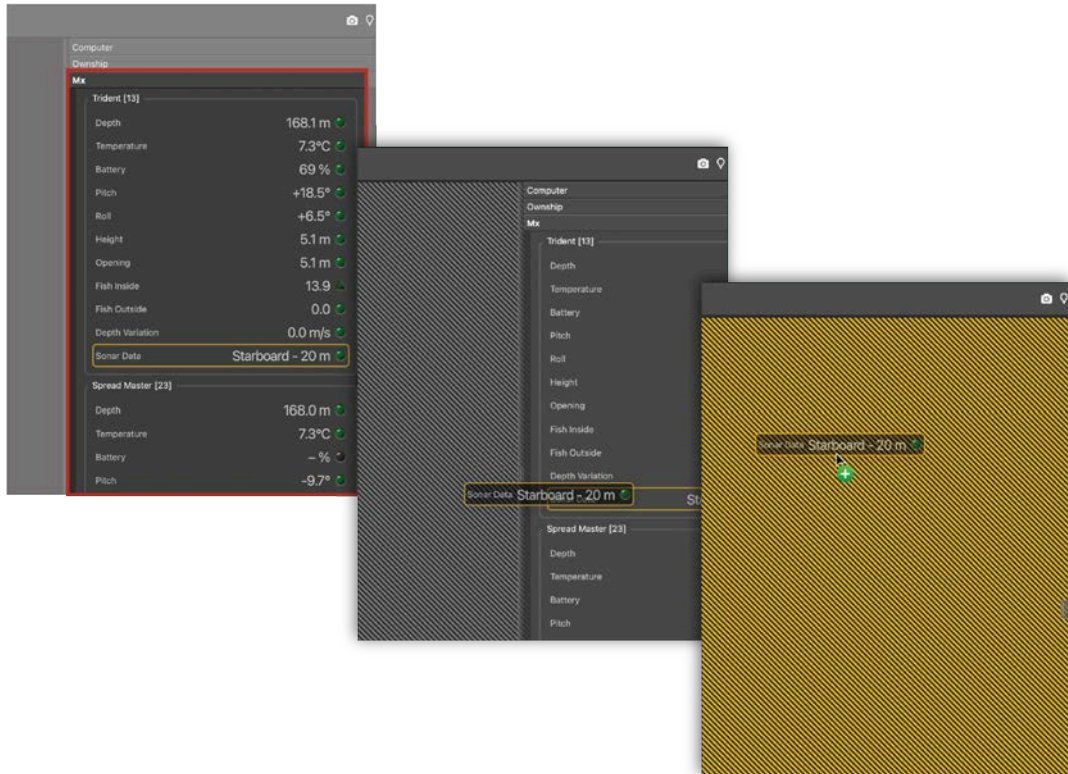 Computer
Ownship
Mx
Trident [13]
Depth 168.1 m
Temperature 7.3°C
Battery 69 %
Pitch +18.5°
Roll +6.5°
Height 5.1 m
Opening 5.1 m
Fish Inside 13.9
Fish Outside 0.0
Depth Variation 0.0 m/s
Sonar Data Starboard - 20 m
Spread Master [23]
Depth 168.0 m
Temperature 7.3°C
Battery – %
Pitch -9.7°
Computer
Ownship
Mx
Trident [13]
Depth
Temperature
Battery
Pitch
Roll
Height
Opening
Fish Inside
Fish Outside
Depth Variation
Sonar Data Starboard - 20 m St
Spread Master [23]
Depth
Temperature
Battery
Pitch
Sonar Data Starboard - 20 m